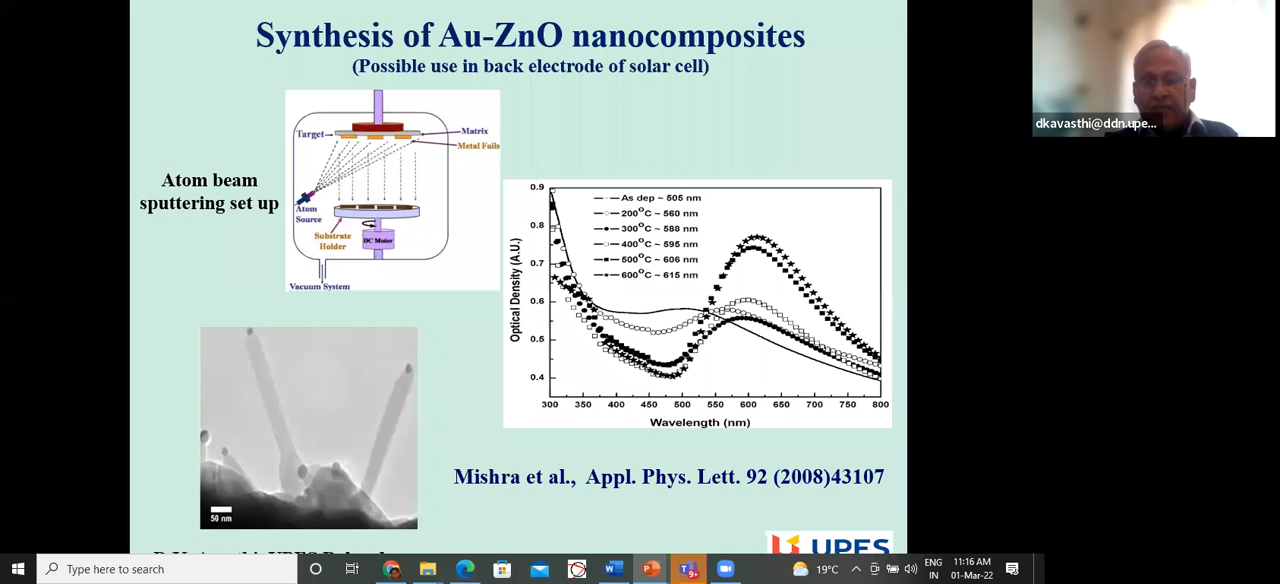 Synthesis of Au-ZnO nanocomposites
(Possible use in back electrode of solar cell)
dkavasthi@ddn.upe...
Atom beam
sputtering set up
Target
Matrix
Metal Foils
Atom
Source
Substrate
Holder
DC Motor
Vacuum System
Optical Density (A.U.)
0.9
0.8
0.7
0.6
0.5
0.4
As dep ~ 505 nm
200°C ~ 560 nm
300°C ~ 588 nm
400°C ~ 595 nm
500°C ~ 606 nm
600°C ~ 615 nm
300 350 400 450 500 550 600 650 700 750 800
Wavelength (nm)
50 nm
Mishra et al., Appl. Phys. Lett. 92 (2008)43107
UPES
Type here to search
9+
19°C
ENG
IN
11:16 AM
01-Mar-22